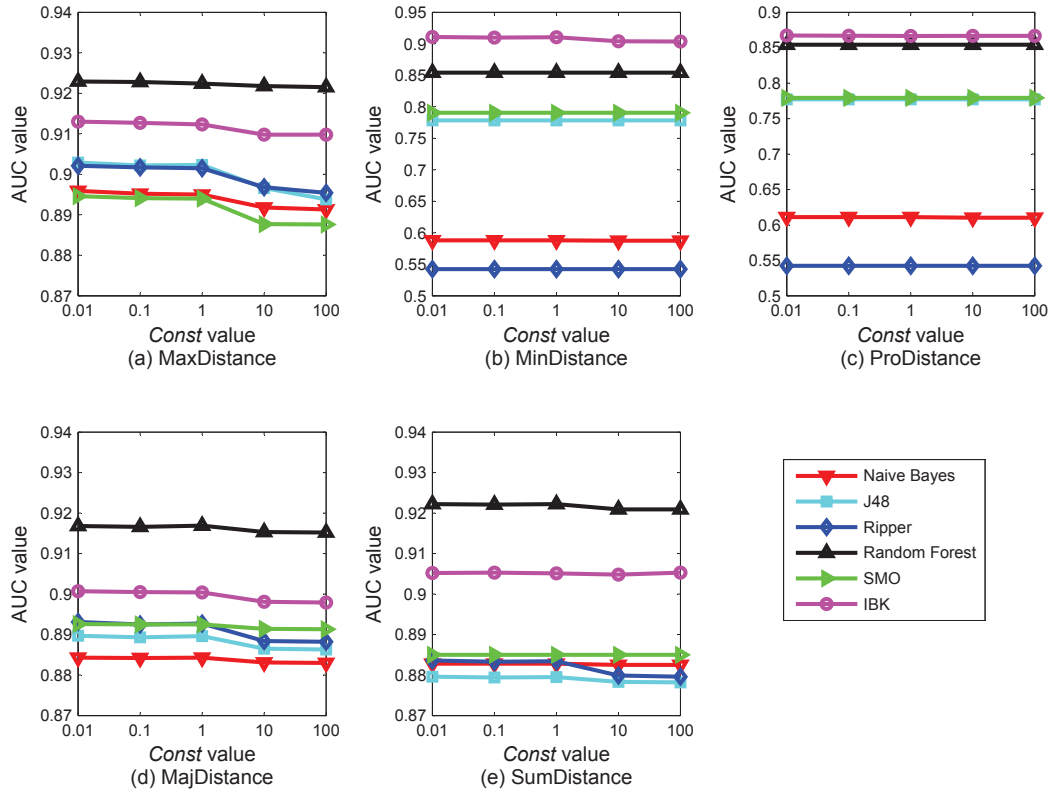 0.94
0.93
0.92
0.91
0.9
0.89
0.88
0.87
AUC value
0.01 0.1 1 10 100
Const value
(a) MaxDistance
0.95
0.9
0.85
0.8
0.75
0.7
0.65
0.6
0.55
0.5
AUC value
0.01 0.1 1 10 100
Const value
(b) MinDistance
0.9
0.85
0.8
0.75
0.7
0.65
0.6
0.55
0.5
AUC value
0.01 0.1 1 10 100
Const value
(c) ProDistance
0.94
0.93
0.92
0.91
0.9
0.89
0.88
0.87
AUC value
0.01 0.1 1 10 100
Const value
(d) MajDistance
0.94
0.93
0.92
0.91
0.9
0.89
0.88
0.87
AUC value
0.01 0.1 1 10 100
Const value
(e) SumDistance
Naive Bayes
J48
Ripper
Random Forest
SMO
IBK